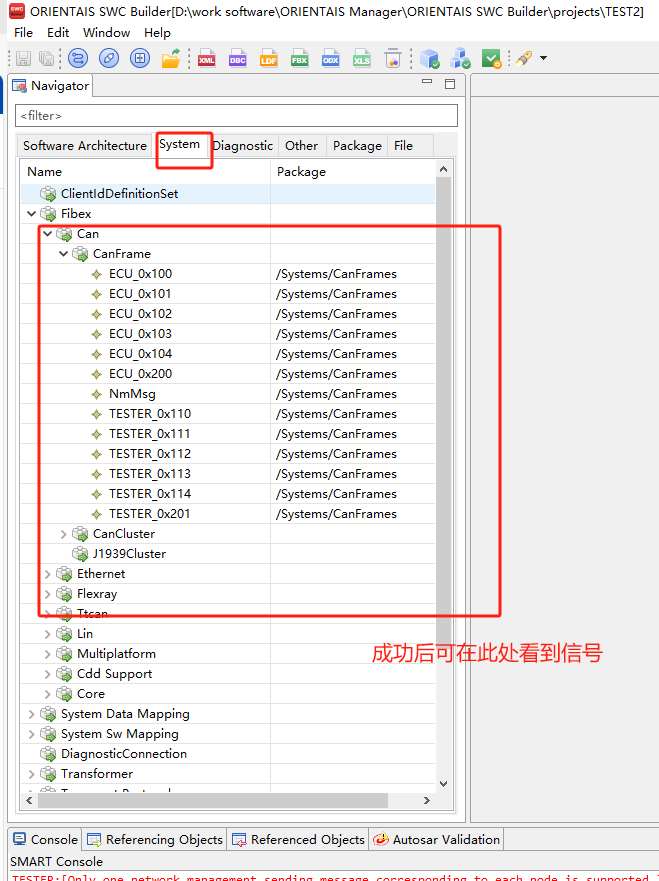 ORIENTAIS SWC Builder[D:\work software\ORIENTAIS Manager\ORIENTAIS SWC Builder\projects\TEST2]
File Edit Window Help
XML DBC LDF FBX ODX XLS
Navigator
<filter>
Software Architecture System Diagnostic Other Package File
Name Package
ClientIdDefinitionSet
Fibex
Can
CanFrame
ECU_0x100 /Systems/CanFrames
ECU_0x101 /Systems/CanFrames
ECU_0x102 /Systems/CanFrames
ECU_0x103 /Systems/CanFrames
ECU_0x104 /Systems/CanFrames
ECU_0x200 /Systems/CanFrames
NmMsg /Systems/CanFrames
TESTER_0x110 /Systems/CanFrames
TESTER_0x111 /Systems/CanFrames
TESTER_0x112 /Systems/CanFrames
TESTER_0x113 /Systems/CanFrames
TESTER_0x114 /Systems/CanFrames
TESTER_0x201 /Systems/CanFrames
CanCluster
J1939Cluster
Ethernet
Flexray
Ttcan
Lin
Multiplatform
成功后可在此处看到信号
Cdd Support
Core
System Data Mapping
System Sw Mapping
DiagnosticConnection
Transformer
Console Referencing Objects Referenced Objects Autosar Validation
SMART Console
TESTER:[Only one network management sending message corresponding to each node is supported